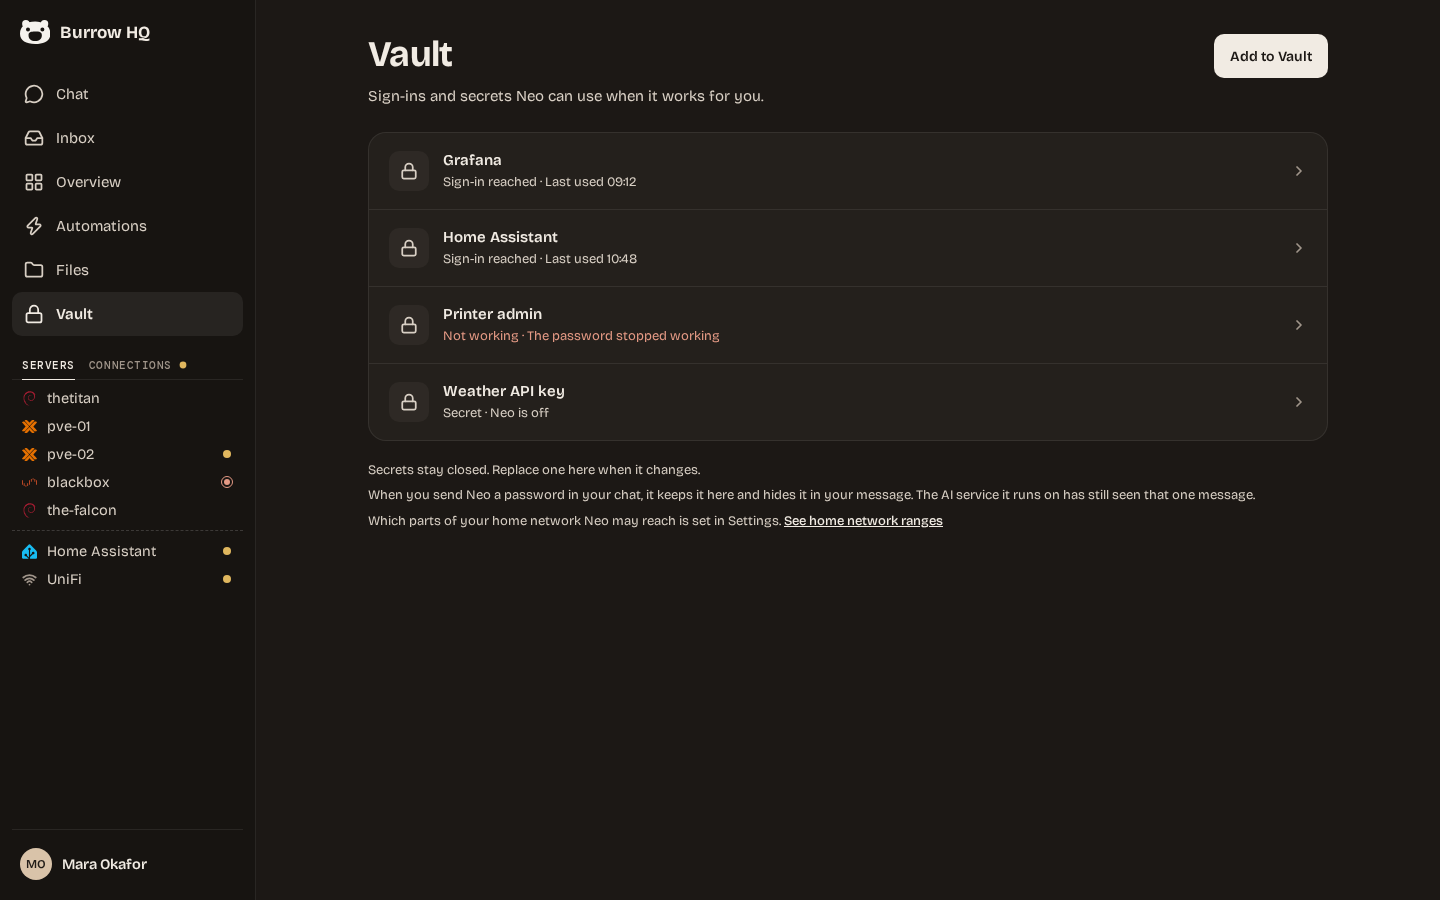 Burrow HQ
Chat
Inbox
Overview
Automations
Files
Vault
SERVERS CONNECTIONS
thetitan
pve-01
pve-02
blackbox
the-falcon
Home Assistant
UniFi
MO Mara Okafor
Vault
Add to Vault
Sign-ins and secrets Neo can use when it works for you.
Grafana
Sign-in reached · Last used 09:12
Home Assistant
Sign-in reached · Last used 10:48
Printer admin
Not working · The password stopped working
Weather API key
Secret · Neo is off
Secrets stay closed. Replace one here when it changes.
When you send Neo a password in your chat, it keeps it here and hides it in your message. The AI service it runs on has still seen that one message.
Which parts of your home network Neo may reach is set in Settings. See home network ranges